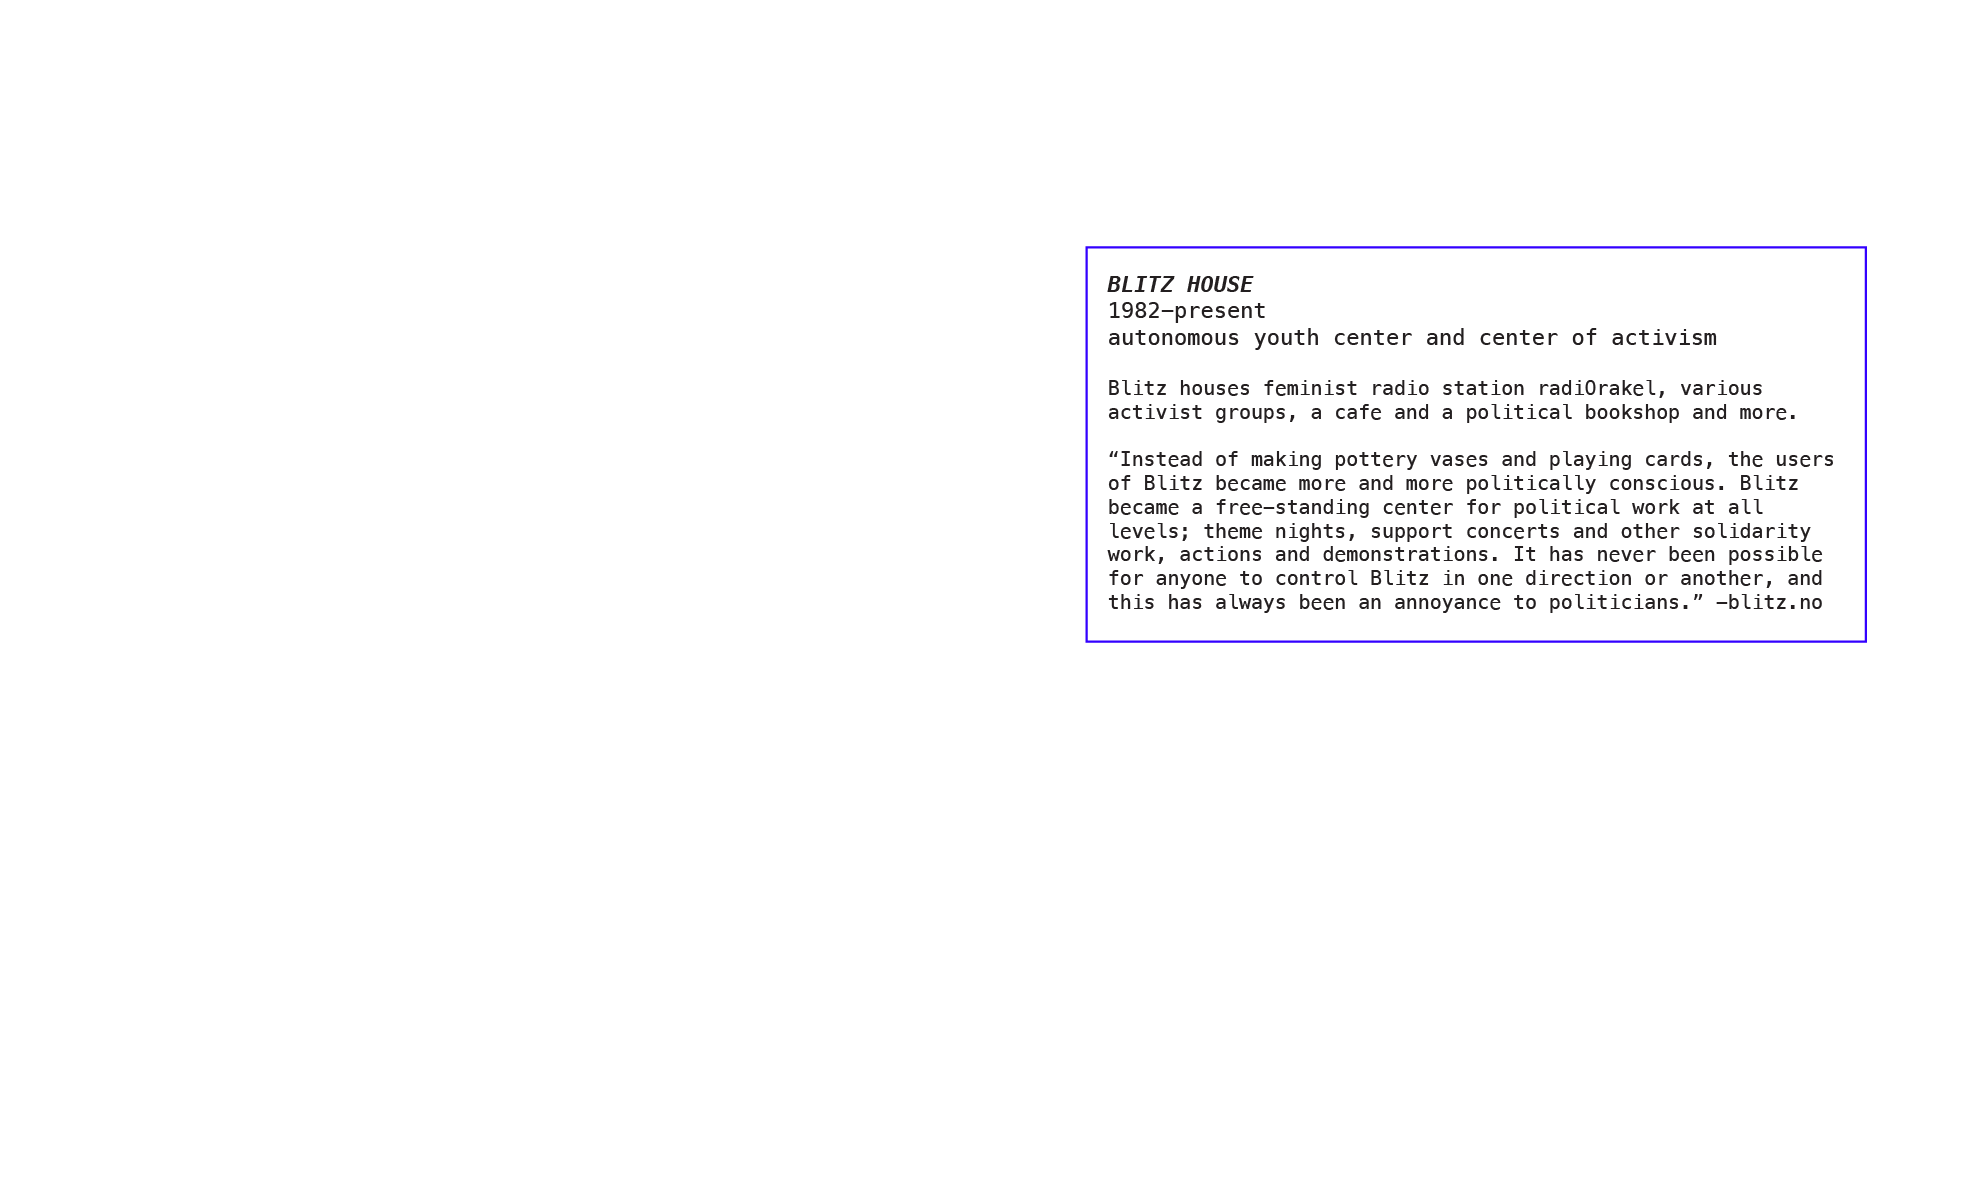 BLITZ HOUSE
1982–present
autonomous youth center and center of activism
Blitz houses feminist radio station radiOrakel, various
activist groups, a cafe and a political bookshop and more.
“Instead of making pottery vases and playing cards, the users
of Blitz became more and more politically conscious. Blitz
became a free–standing center for political work at all
levels; theme nights, support concerts and other solidarity
work, actions and demonstrations. It has never been possible
for anyone to control Blitz in one direction or another, and
this has always been an annoyance to politicians.” –blitz.no